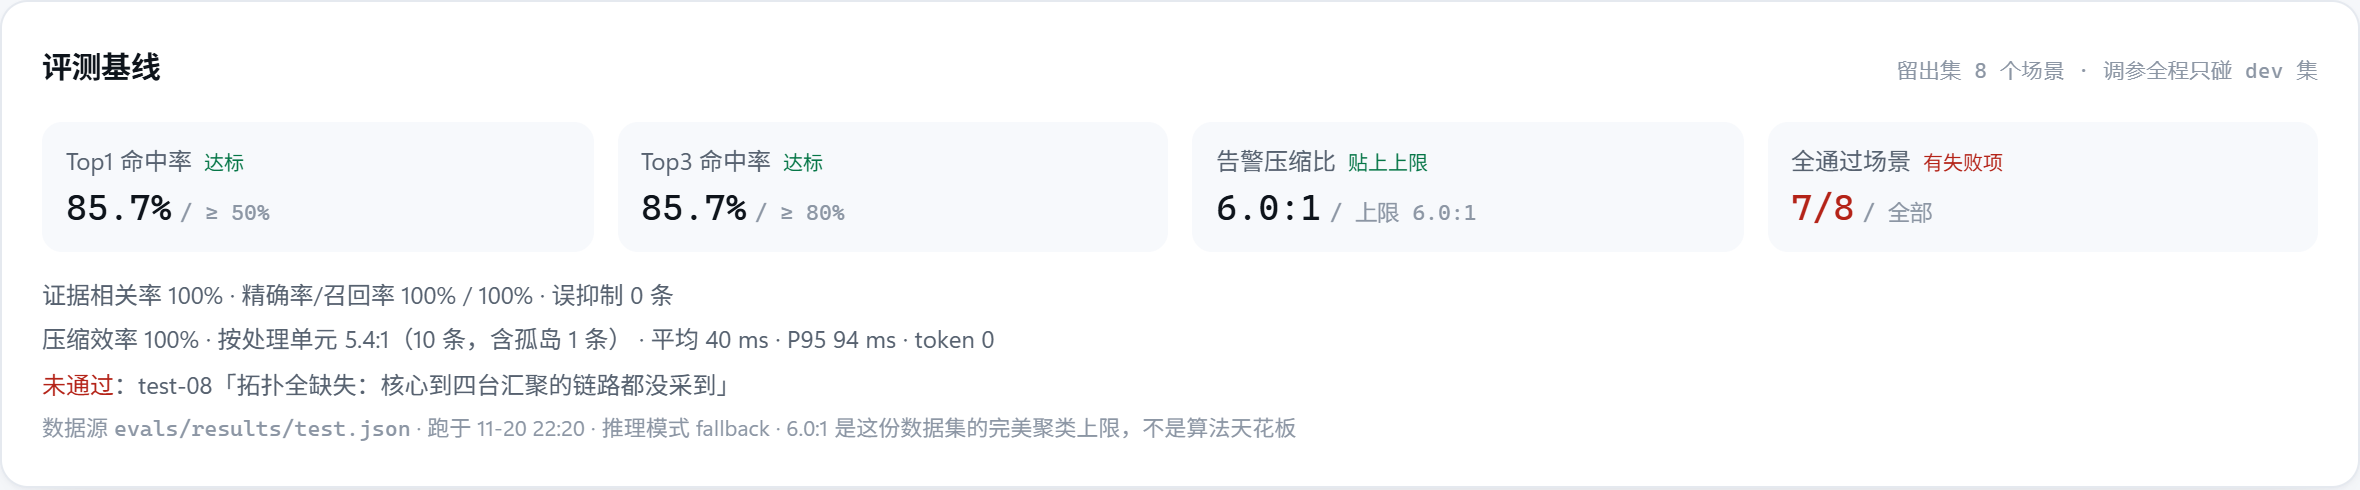 评测基线
留出集 8 个场景 · 调参全程只碰 dev 集
Top1 命中率 达标
85.7% / ≥ 50%
Top3 命中率 达标
85.7% / ≥ 80%
告警压缩比 贴上上限
6.0:1 / 上限 6.0:1
全通过场景 有失败项
7/8 / 全部
证据相关率 100% · 精确率/召回率 100% / 100% · 误抑制 0 条
压缩效率 100% · 按处理单元 5.4:1（10 条，含孤岛 1 条） · 平均 40 ms · P95 94 ms · token 0
未通过：test-08「拓扑全缺失：核心到四台汇聚的链路都没采到」
数据源 evals/results/test.json · 跑于 11-20 22:20 · 推理模式 fallback · 6.0:1 是这份数据集的完美聚类上限，不是算法天花板